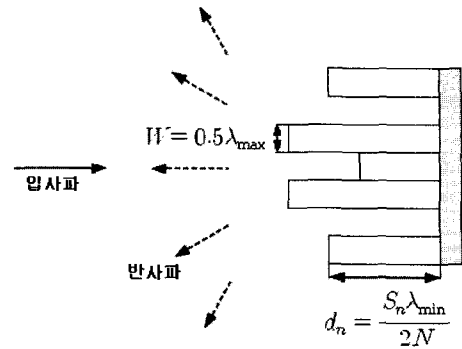 W = 0.5λ_max
입사파
반사파
d_n = S_nλ_min / 2N